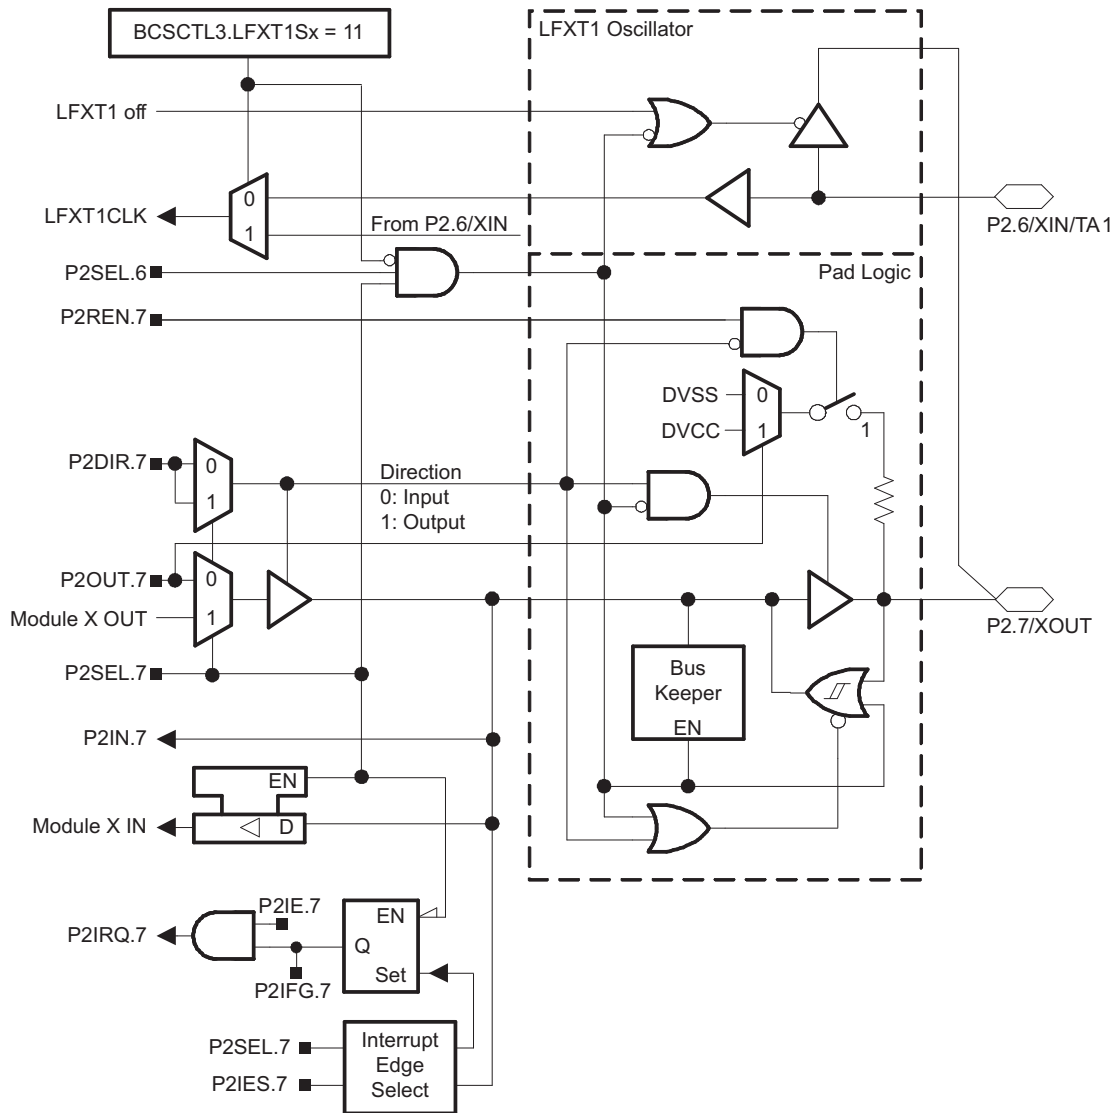 BCSCTL3.LFXT1Sx = 11
LFXT1 Oscillator
LFXT1 off
0
LFXT1CLK
1
From P2.6/XIN
P2.6/XIN/TA1
P2SEL.6
Pad Logic
P2REN.7
DVSS
0
DVCC
1
1
P2DIR.7
0
1
Direction
0: Input
1: Output
P2OUT.7
0
Module X OUT
1
P2.7/XOUT
P2SEL.7
Bus
Keeper
EN
P2IN.7
EN
Module X IN
D
P2IE.7
EN
P2IRQ.7
Q
Set
P2IFG.7
P2SEL.7
P2IES.7
Interrupt
Edge
Select